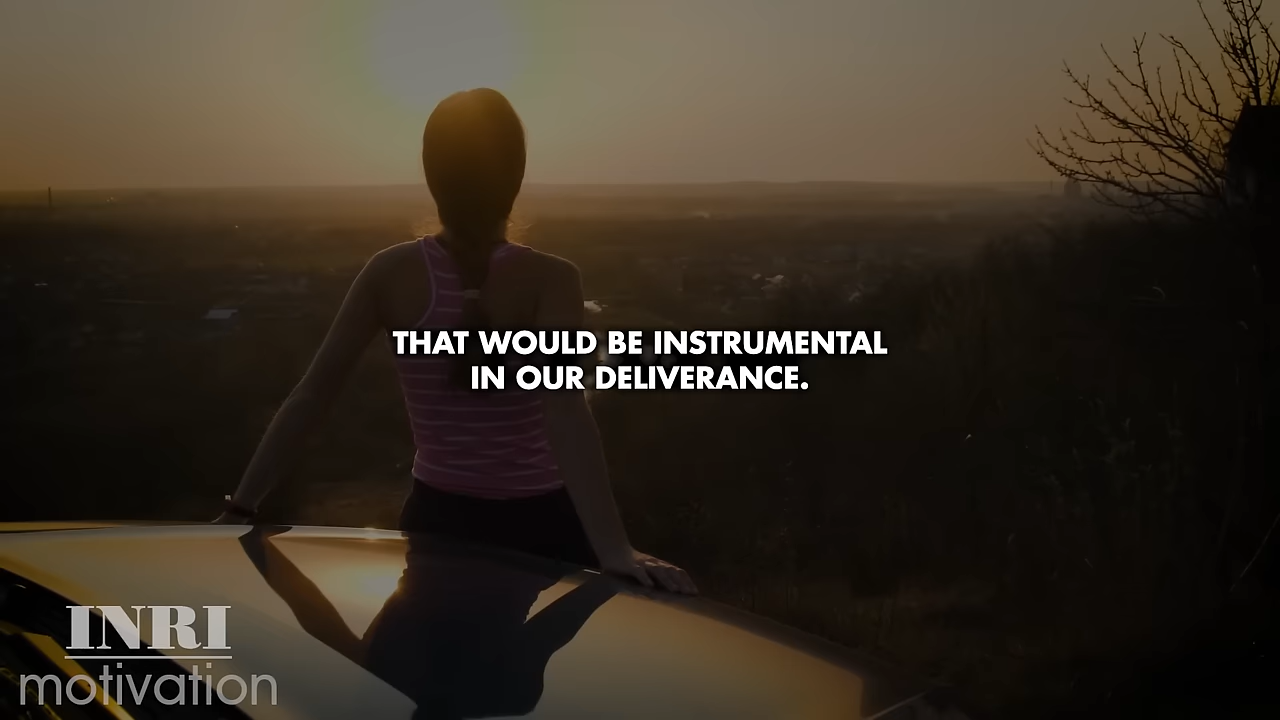 THAT WOULD BE INSTRUMENTAL
IN OUR DELIVERANCE.
INRI
motivation